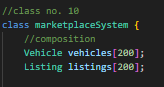 //class no. 10
class marketplaceSystem {
    //composition
    Vehicle vehicles[200];
    Listing listings[200];